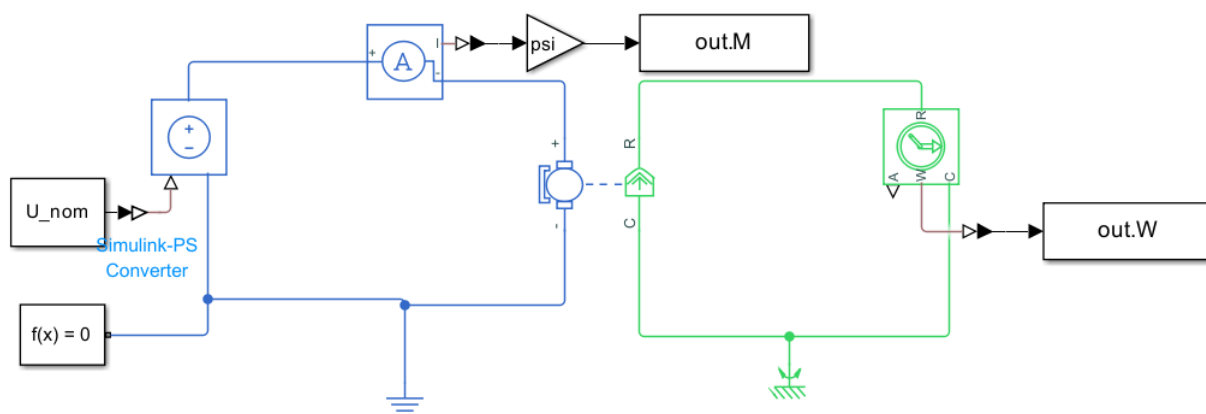 I
psi
out.M
+
-
A
+
-
R
R
A
W
C
+
U_nom
Simulink-PS
Converter
C
-
out.W
f(x) = 0